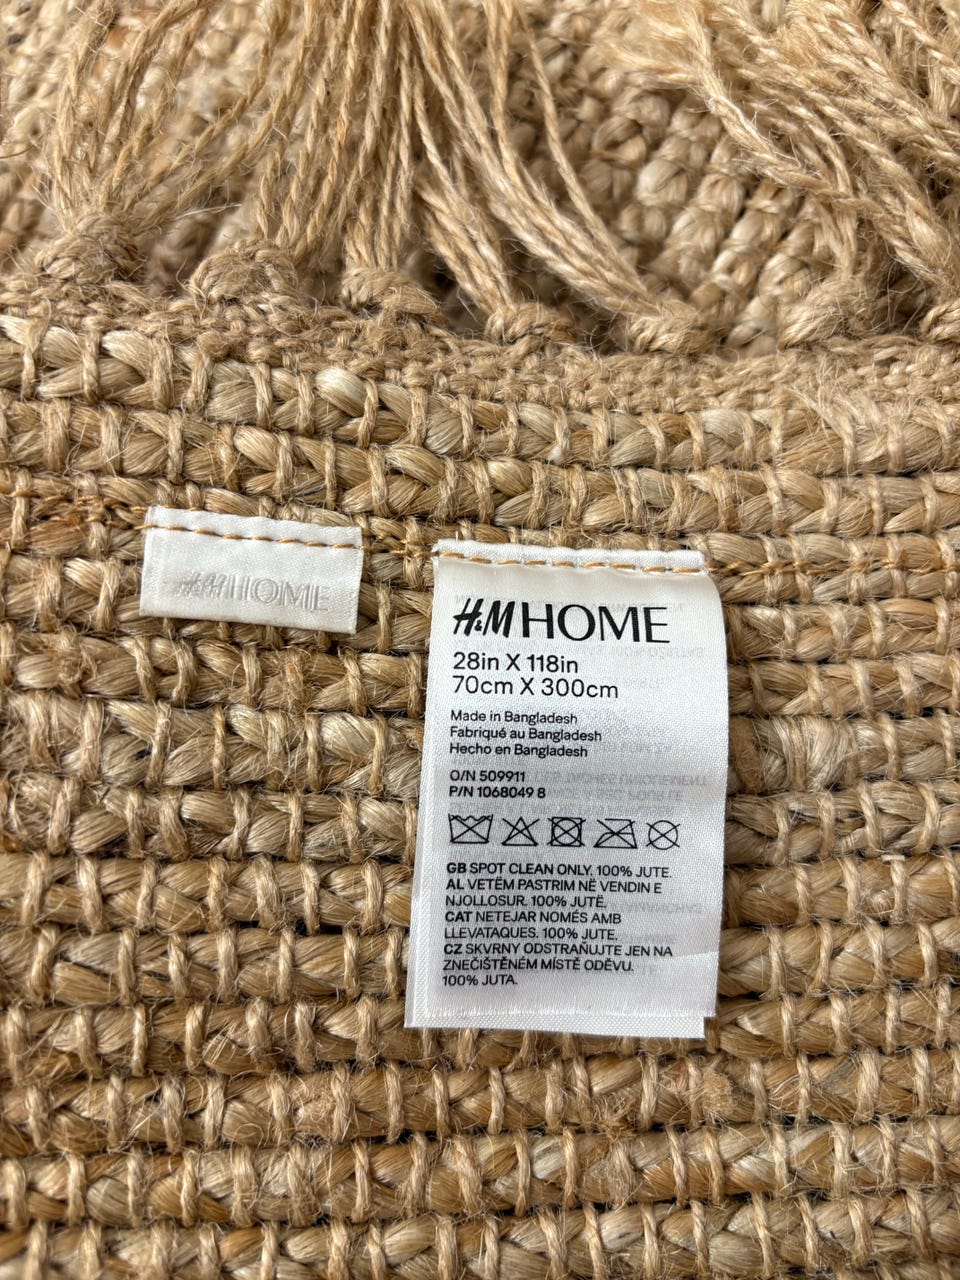 H&M HOME
H&M HOME
28in X 118in
70cm X 300cm
Made in Bangladesh
Fabriqué au Bangladesh
Hecho en Bangladesh
O/N 509911
P/N 1068049 8
GB SPOT CLEAN ONLY. 100% JUTE.
AL VETËM PASTRIM NË VENDIN E
NJOLLOSUR. 100% JUTË.
CAT NETEJAR NOMÉS AMB
LLEVATAQUES. 100% JUTE.
CZ SKVRNY ODSTRAŇUJTE JEN NA
ZNEČIŠTĚNÉM MÍSTĚ ODĚVU.
100% JUTA.